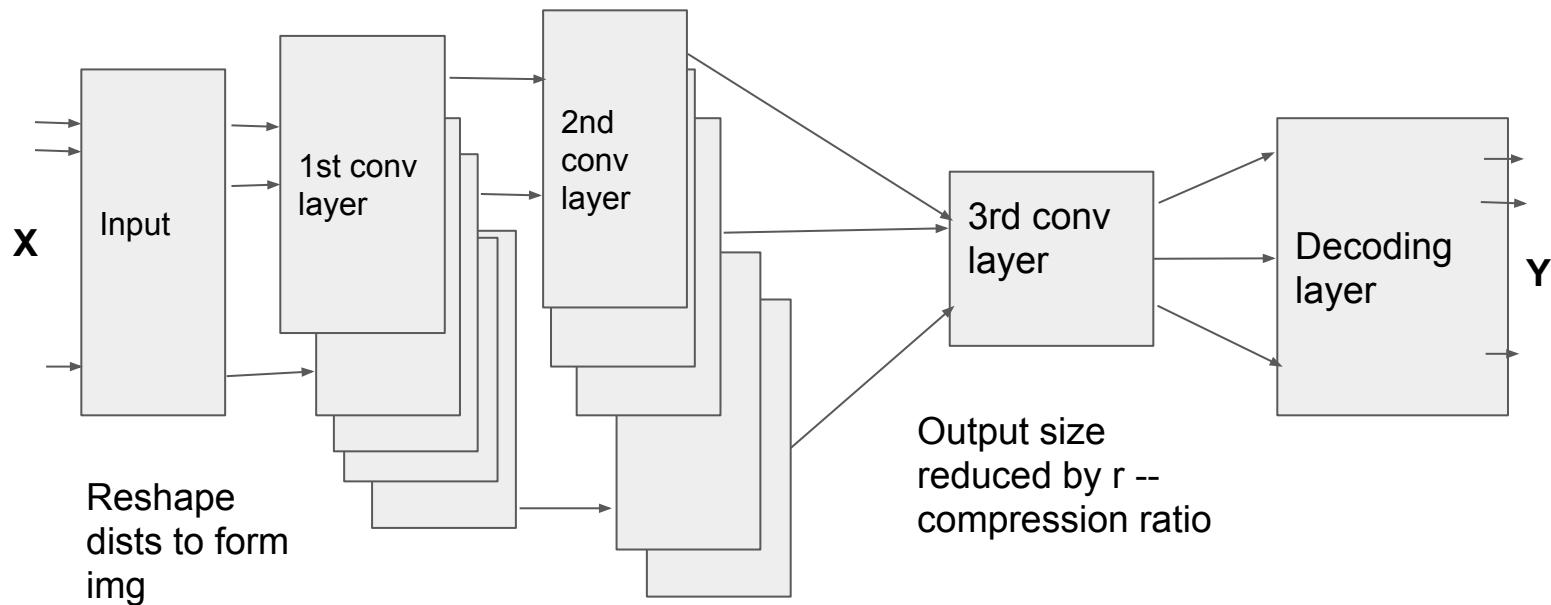 X
Input
Reshape
dists to form
img
1st conv
layer
2nd
conv
layer
3rd conv
layer
Output size
reduced by r --
compression ratio
Decoding
layer
Y